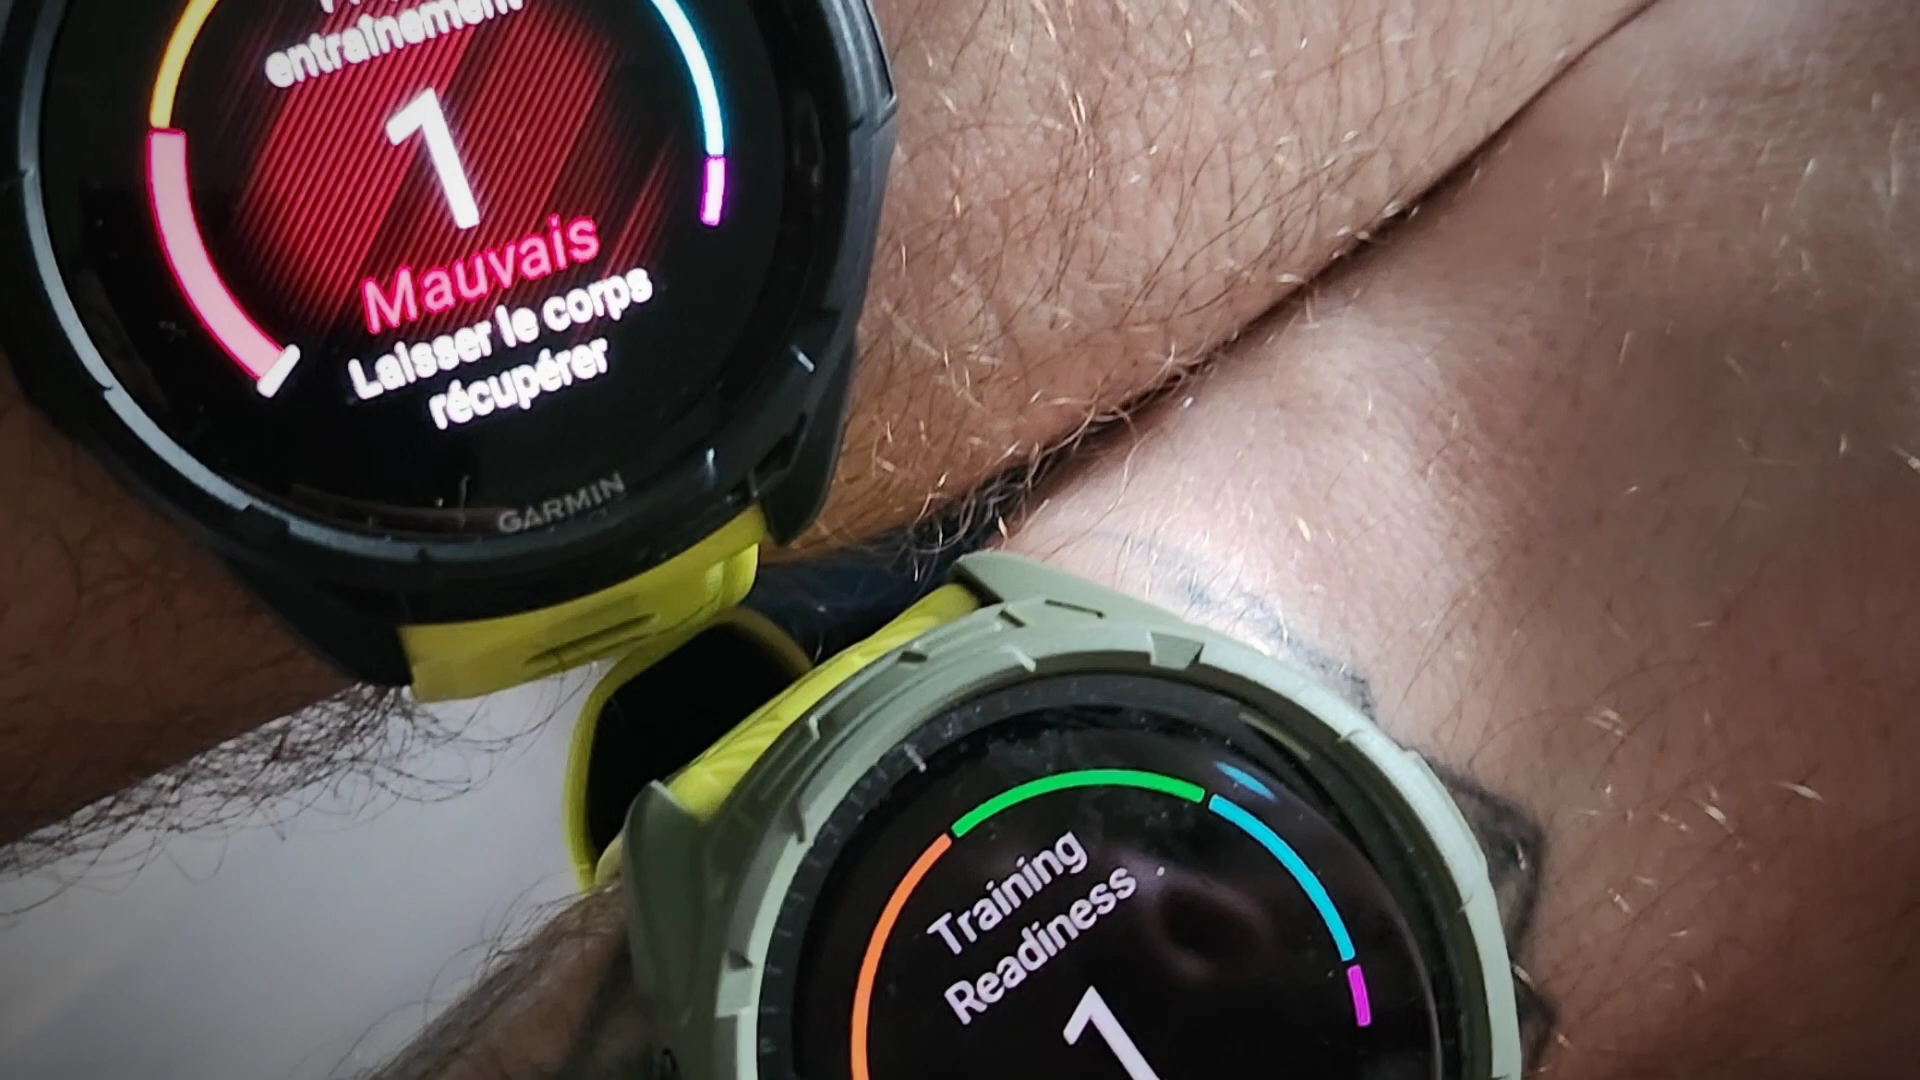 entraînement
1
Mauvais
Laisser le corps
récupérer
GARMIN
Training
Readiness
1